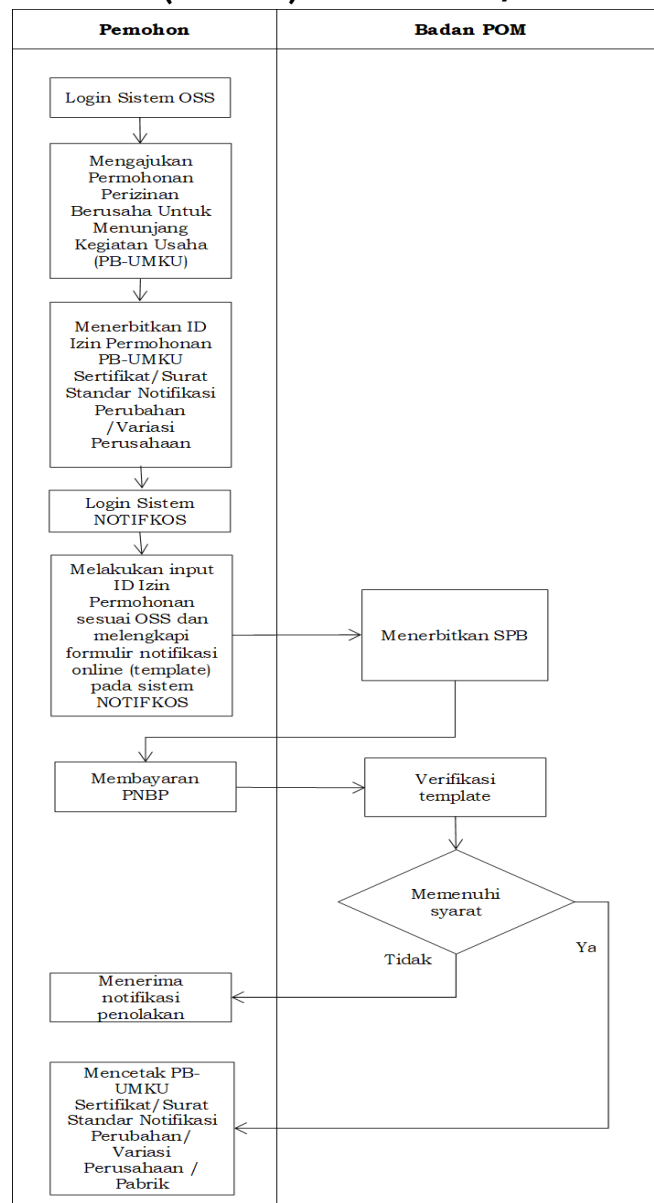 Pemohon
Badan POM
Login Sistem OSS
Mengajukan
Permohonan
Perizinan
Berusaha Untuk
Menunjang
Kegiatan Usaha
(PB-UMKU)
Menerbitkan ID
Izin Permohonan
PB-UMKU
Sertifikat/Surat
Standar Notifikasi
Perubahan
/Variasi
Perusahaan
Login Sistem
NOTIFKOS
Melakukan input
ID Izin
Permohonan
sesuai OSS dan
melengkapi
formulir notifikasi
online (template)
pada sistem
NOTIFKOS
Menerbitkan SPB
Membayaran
PNBP
Verifikasi
template
Memenuhi
syarat
Tidak
Ya
Menerima
notifikasi
penolakan
Mencetak PB-
UMKU
Sertifikat/Surat
Standar Notifikasi
Perubahan/
Variasi
Perusahaan /
Pabrik